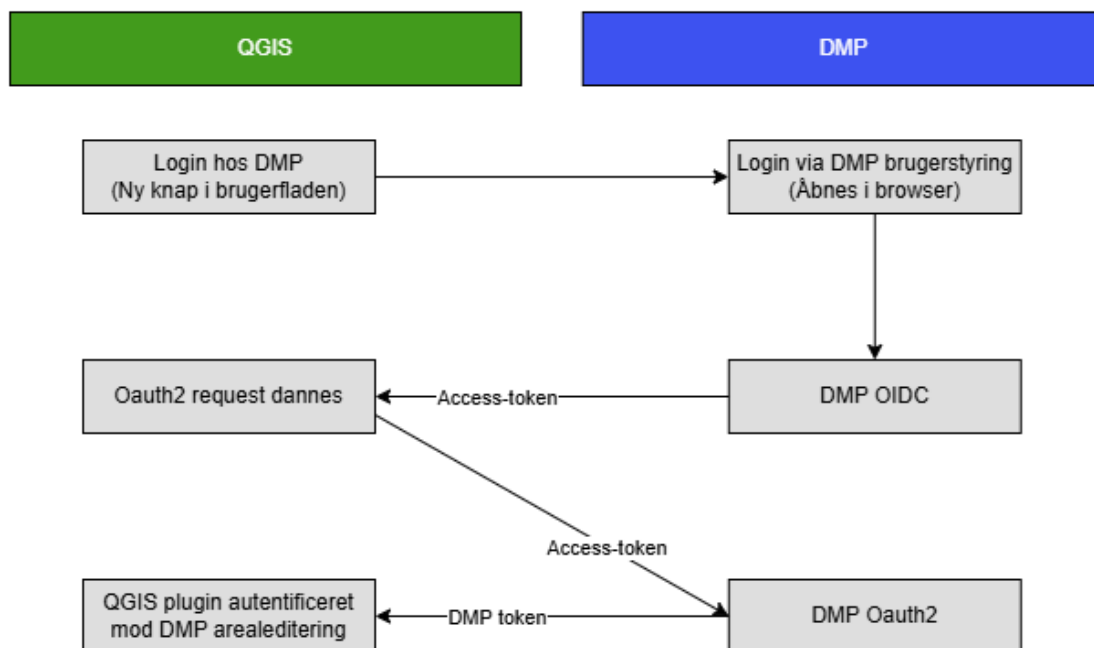 QGIS
DMP
Login hos DMP
(Ny knap i brugerfladen)
Login via DMP brugerstyring
(Åbnes i browser)
Oauth2 request dannes
Access-token
DMP OIDC
Access-token
QGIS plugin autentificeret
mod DMP arealeditering
DMP token
DMP Oauth2